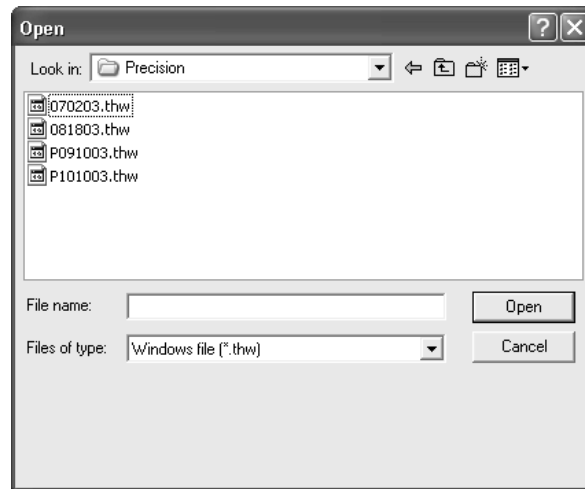 Open
Look in: Precision
070203.thw
081803.thw
P091003.thw
P101003.thw
File name: Open
Files of type: Windows file (*.thw) Cancel